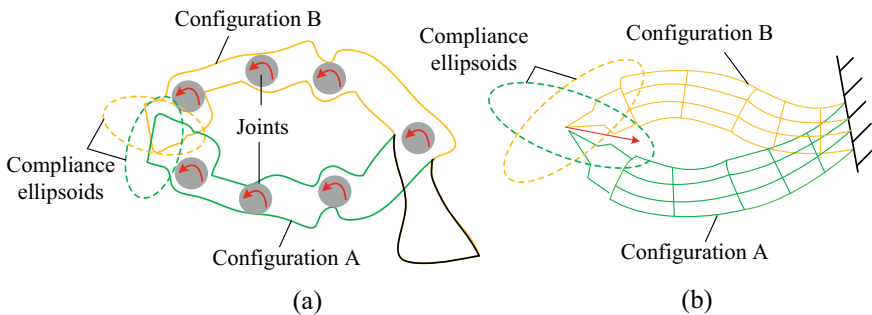 Configuration B
Joints
Compliance
ellipsoids
Configuration A
(a)
Compliance
ellipsoids
Configuration B
Configuration A
(b)